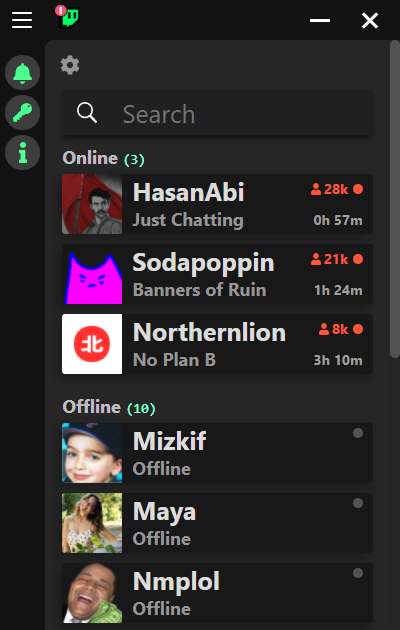 !
Search
Online (3)
HasanAbi
28k
Just Chatting
0h 57m
Sodapoppin
21k
Banners of Ruin
1h 24m
Northernlion
8k
No Plan B
3h 10m
Offline (10)
Mizkif
Offline
Maya
Offline
Nmplol
Offline